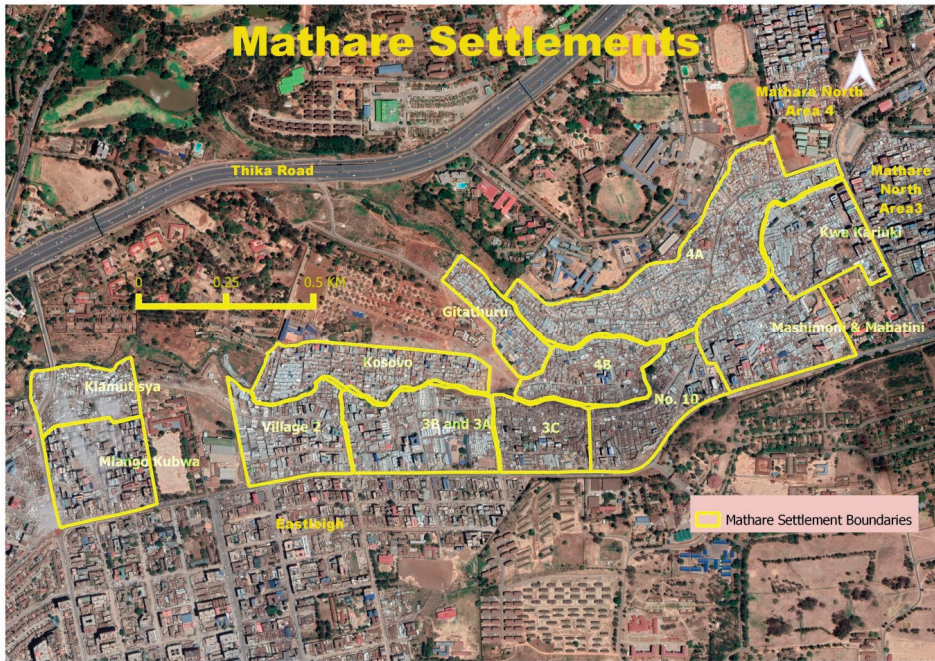 Mathare Settlements
Mathare North
Area 4
Thika Road
Mathare
North
Area3
Kwa Kariuki
4A
0 0.25 0.5 KM
Gitathuru
Mashimoni & Mabatini
Kosovo
4B
Kiamutisya
No. 10
Village 2
3B and 3A
3C
Mlango Kubwa
Mathare Settlement Boundaries
Eastleigh